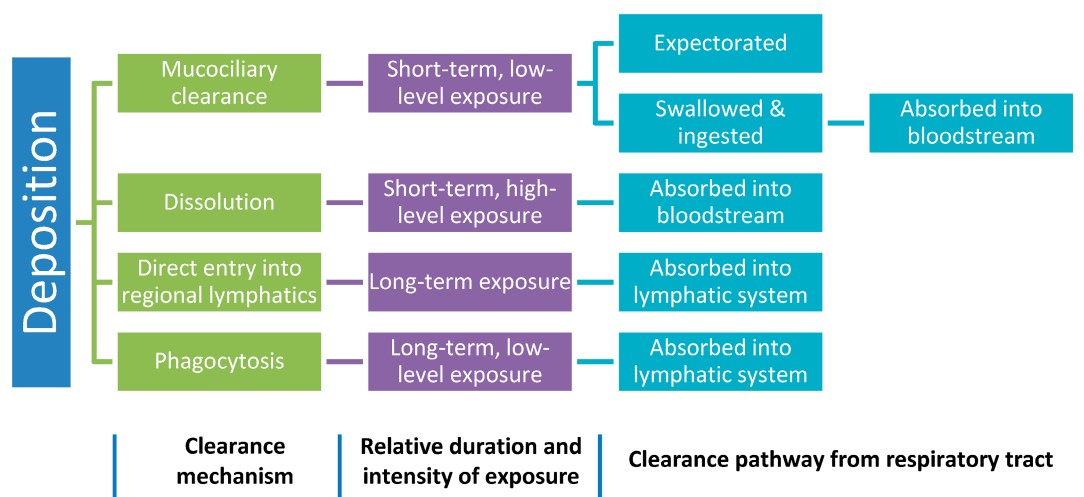 Deposition
Mucociliary
clearance
Short-term, low-
level exposure
Expectorated
Swallowed &
ingested
Absorbed into
bloodstream
Dissolution
Short-term, high-
level exposure
Absorbed into
bloodstream
Direct entry into
regional lymphatics
Long-term exposure
Absorbed into
lymphatic system
Phagocytosis
Long-term, low-
level exposure
Absorbed into
lymphatic system
Clearance
mechanism
Relative duration and
intensity of exposure
Clearance pathway from respiratory tract